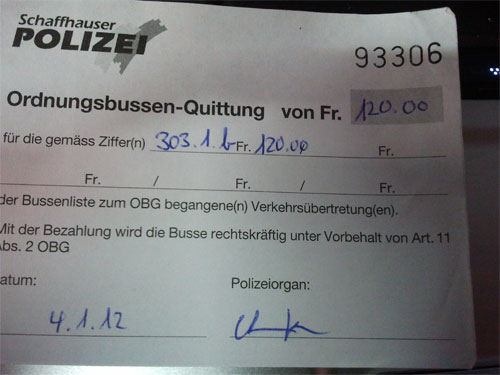 Schaffhauser
POLIZEI
93306
Ordnungsbussen-Quittung von Fr. 120.00
für die gemäss Ziffer(n) 303.1.b Fr. 120.00 Fr.
Fr. / Fr. / Fr.
der Bussenliste zum OBG begangene(n) Verkehrsübertretung(en).
Mit der Bezahlung wird die Busse rechtskräftig unter Vorbehalt von Art. 11
Abs. 2 OBG
atum: Polizeiorgan:
4.1.12